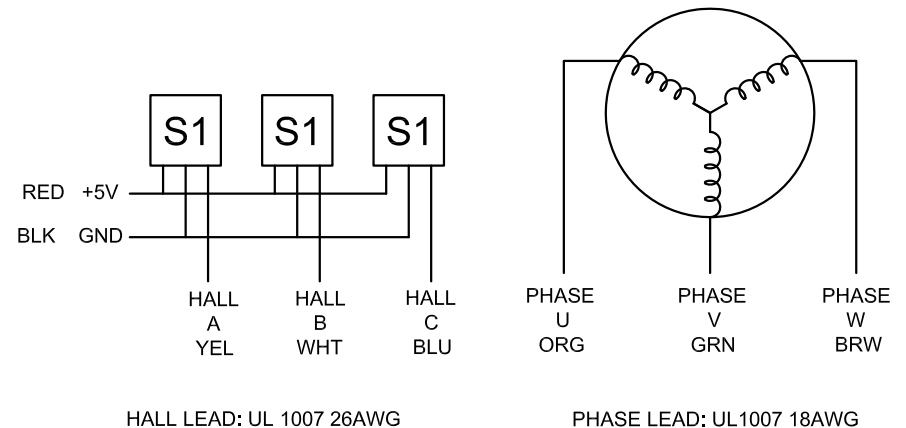 S1 S1 S1
RED +5V
BLK GND
HALL
A
YEL
HALL
B
WHT
HALL
C
BLU
PHASE
U
ORG
PHASE
V
GRN
PHASE
W
BRW
HALL LEAD: UL 1007 26AWG
PHASE LEAD: UL1007 18AWG